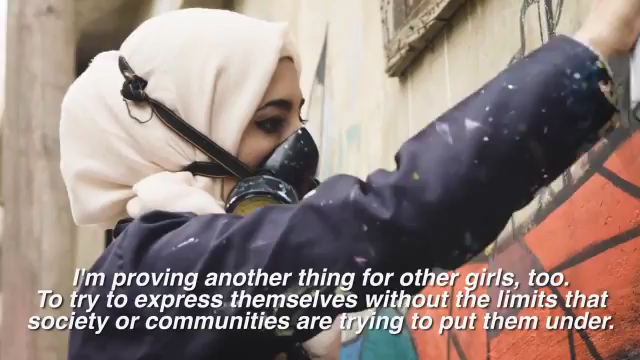 I'm proving another thing for other girls, too.
To try to express themselves without the limits that
society or communities are trying to put them under.